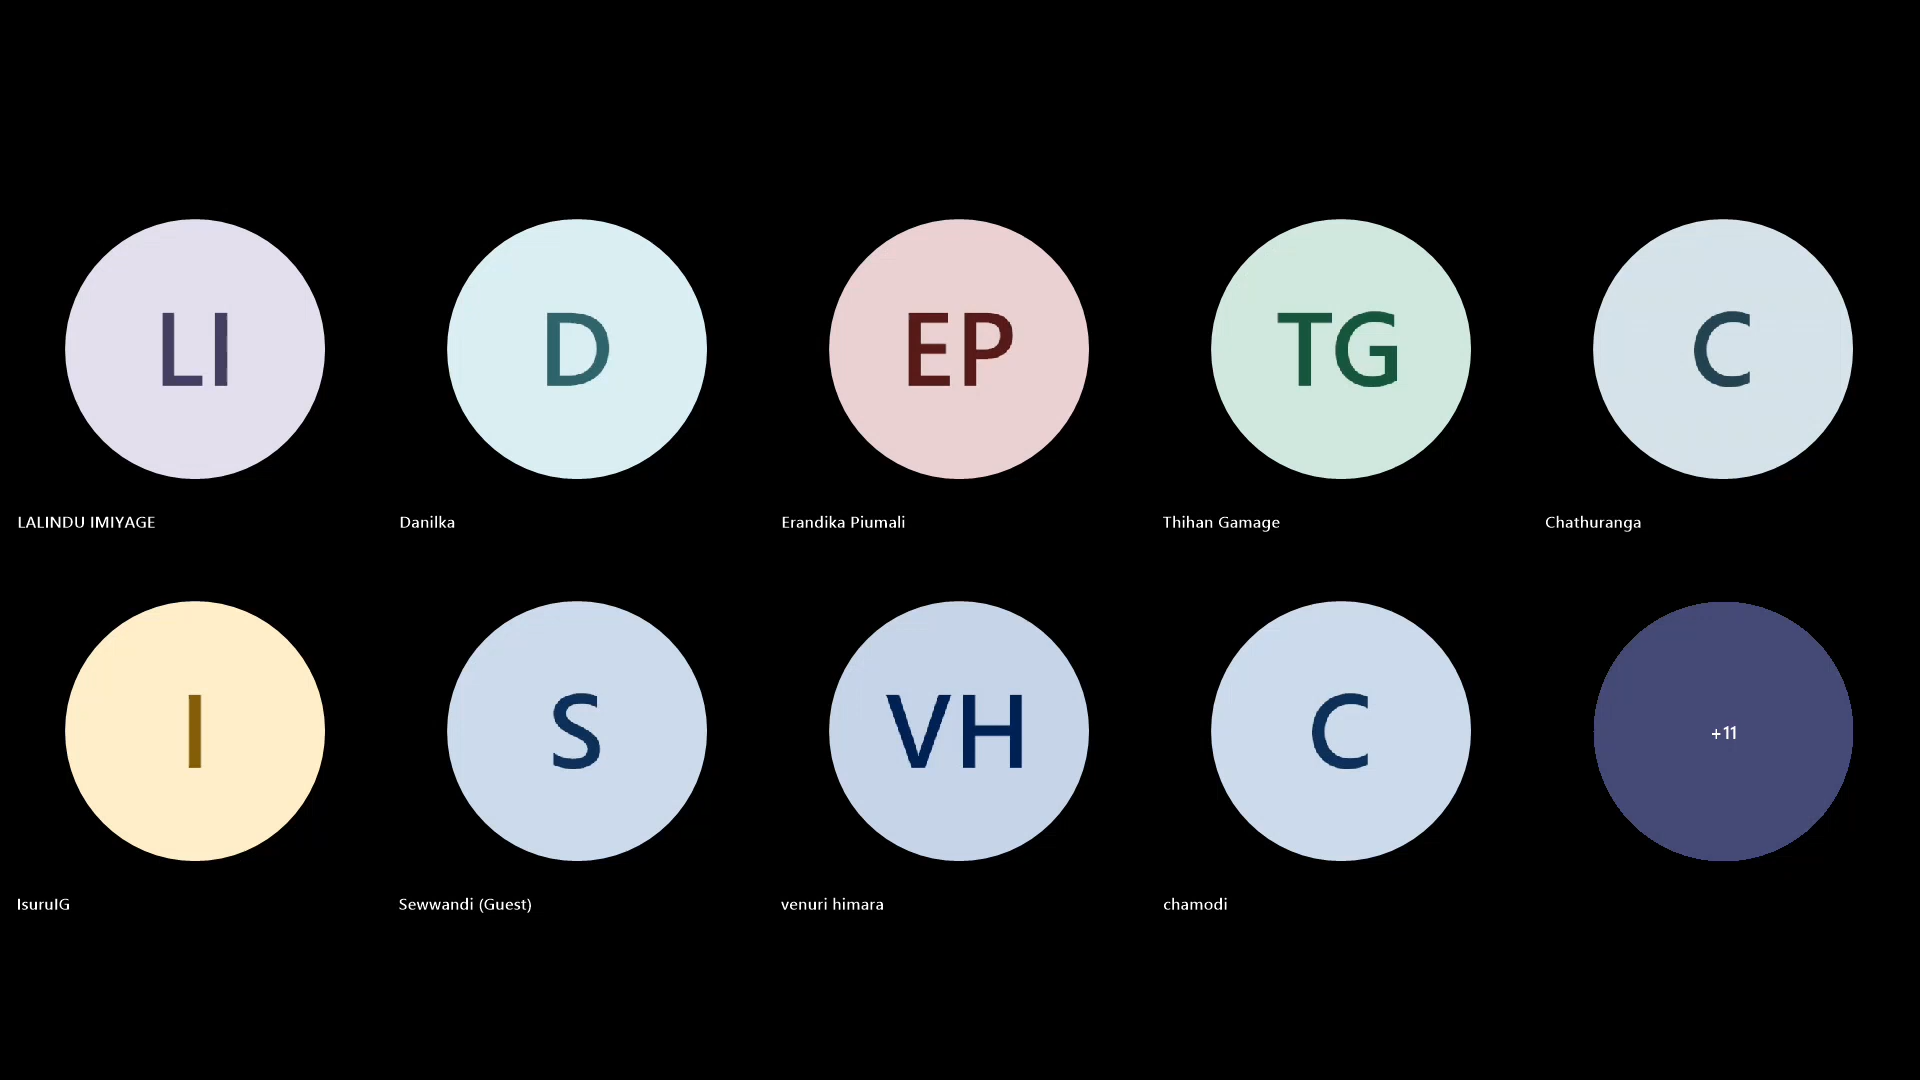 LI
D
EP
TG
C
LALINDU IMIYAGE
Danilka
Erandika Piumali
Thihan Gamage
Chathuranga
I
S
VH
C
+11
IsuruIG
Sewwandi (Guest)
venuri himara
chamodi